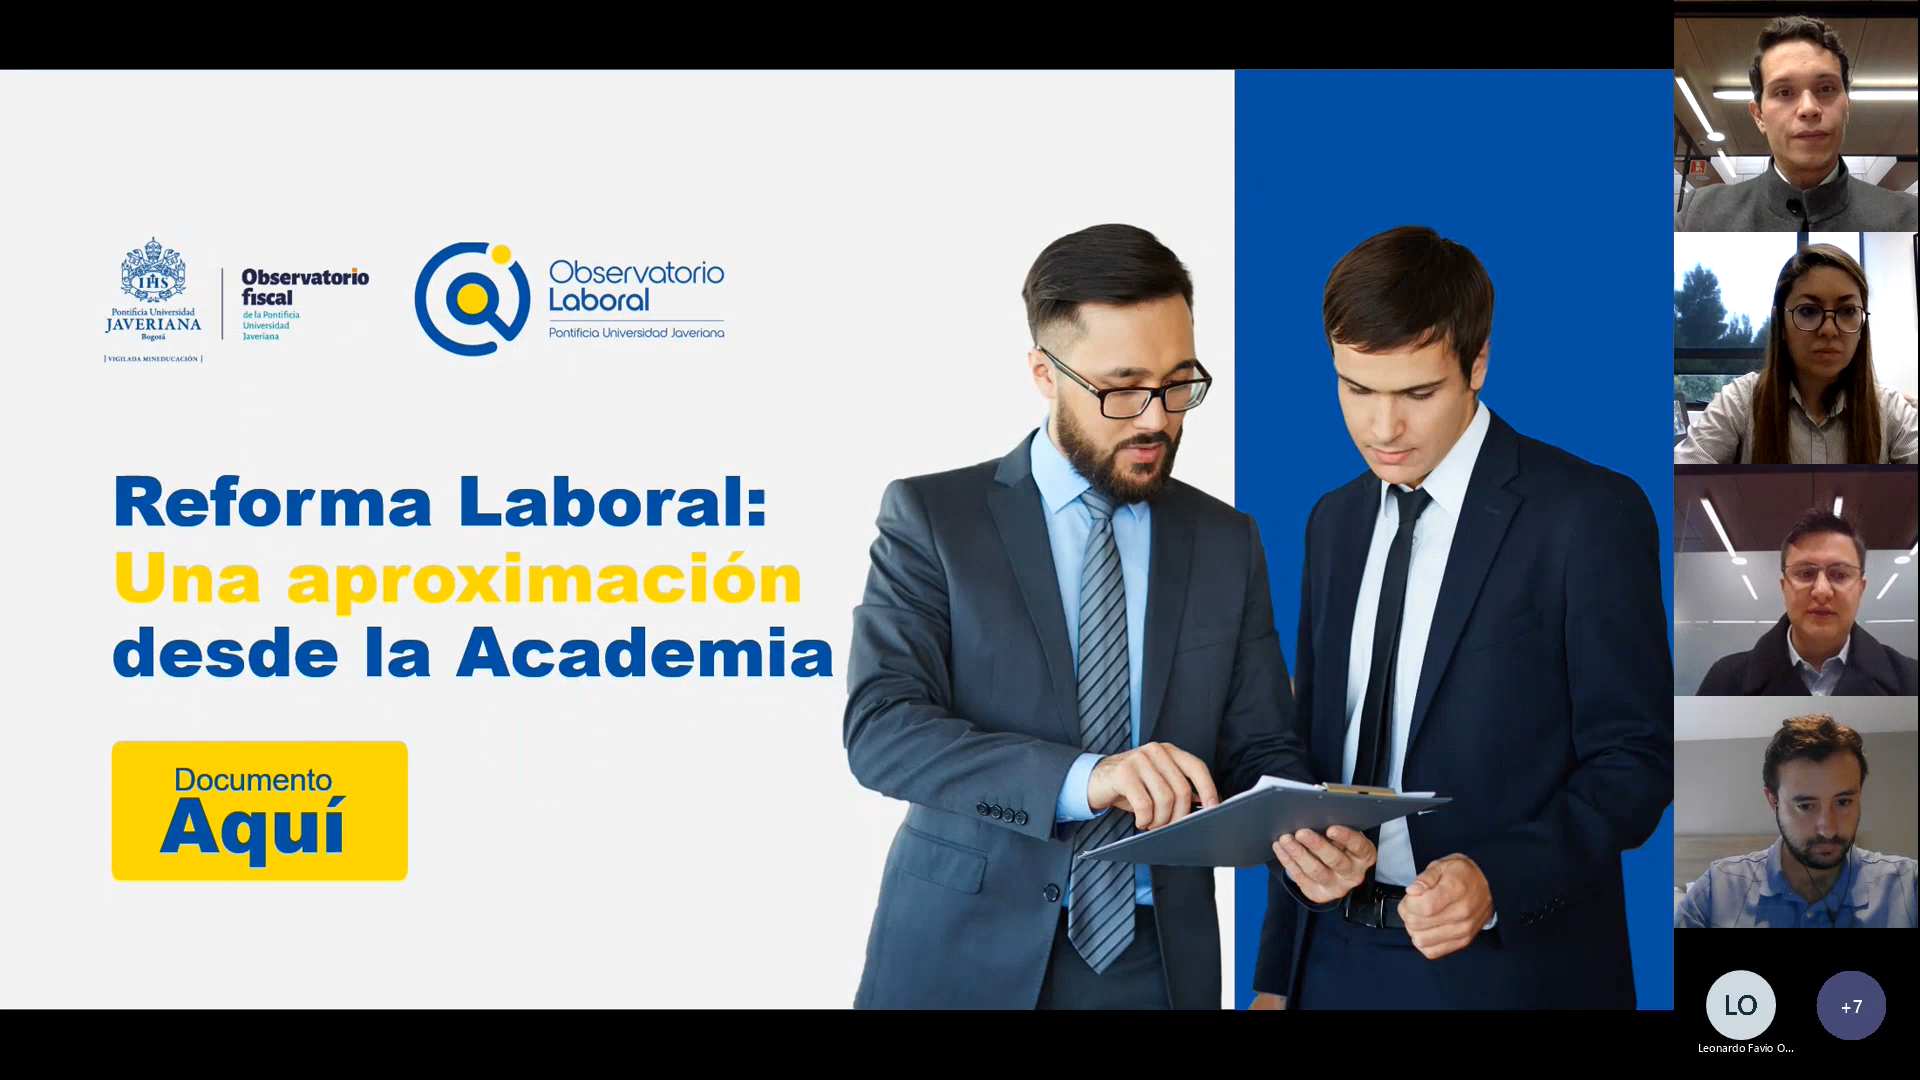 IHS
Pontificia Universidad
JAVERIANA
Bogotá
| VIGILADA MINEDUCACIÓN |
Observatorio
fiscal
de la Pontificia
Universidad
Javeriana
Observatorio
Laboral
Pontificia Universidad Javeriana
Reforma Laboral:
Una aproximación
desde la Academia
Documento
Aquí
LO
Leonardo Favio O...
+7